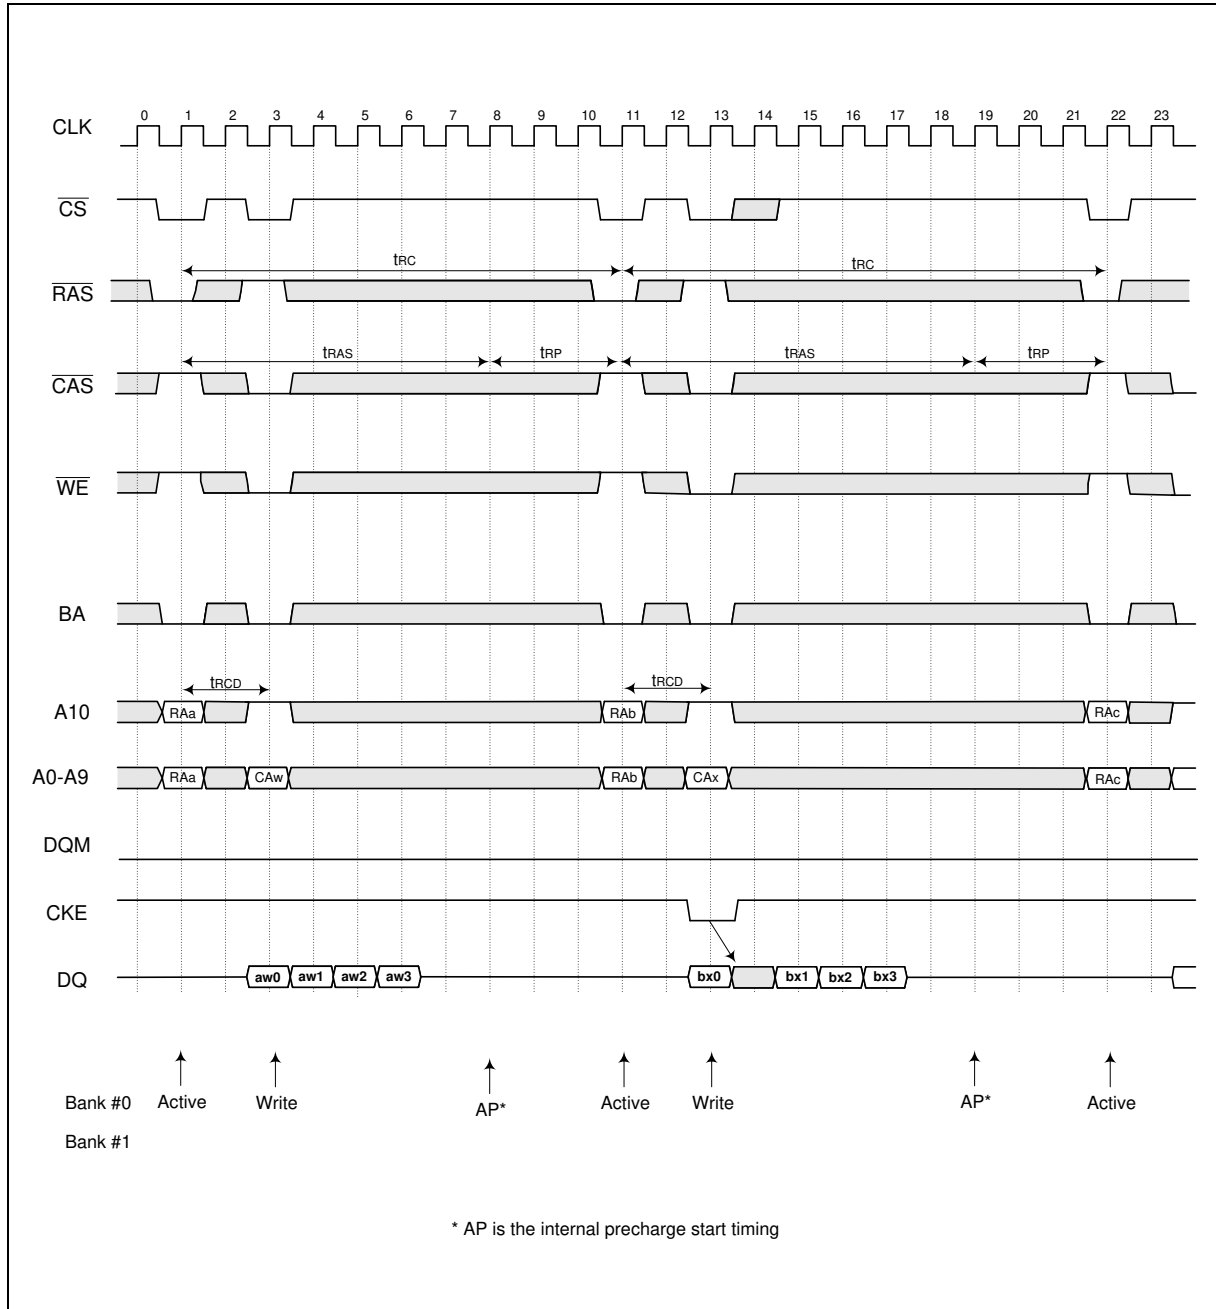 0 1 2 3 4 5 6 7 8 9 10 11 12 13 14 15 16 17 18 19 20 21 22 23
CLK
CS
tRC tRC
RAS
tRAS tRP tRAS tRP
CAS
WE
BA
tRCD tRCD
A10 RAa RAb RAc
A0-A9 RAa CAw RAb CAx RAc
DQM
CKE
DQ aw0 aw1 aw2 aw3 bx0 bx1 bx2 bx3
Bank #0 Active Write AP* Active Write AP* Active
Bank #1
* AP is the internal precharge start timing